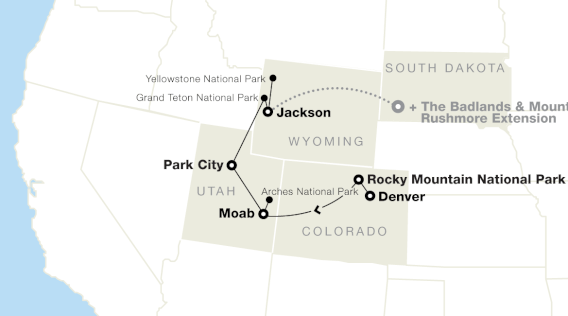 SOUTH DAKOTA
Yellowstone National Park
Grand Teton National Park
+ The Badlands & Mount
Rushmore Extension
Jackson
WYOMING
Park City
Rocky Mountain National Park
UTAH
Arches National Park
Denver
Moab
COLORADO